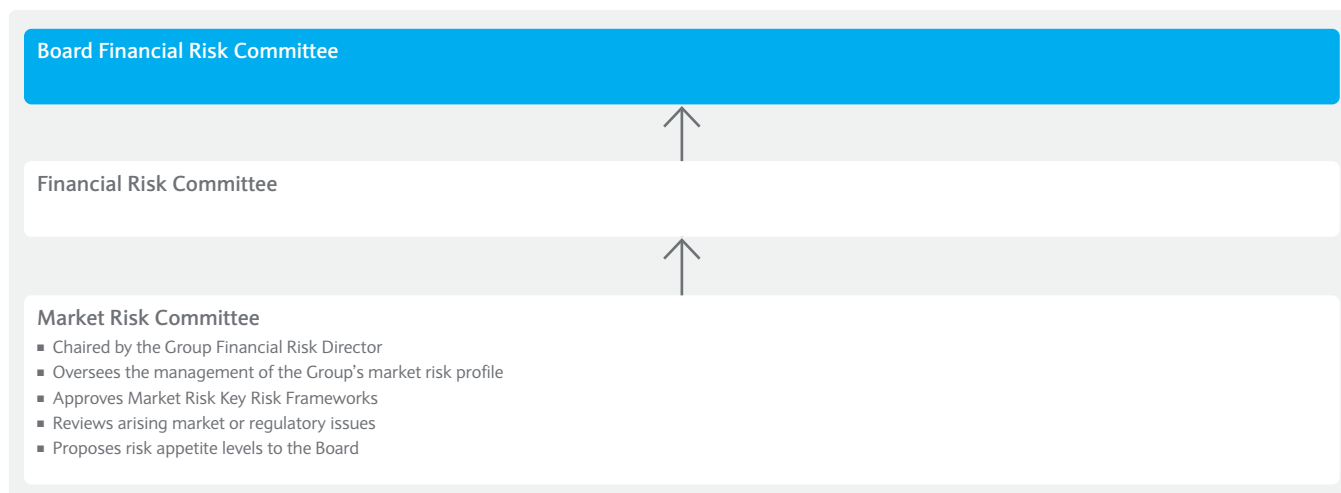 Board Financial Risk Committee
Financial Risk Committee
Market Risk Committee
▪ Chaired by the Group Financial Risk Director
▪ Oversees the management of the Group’s market risk profile
▪ Approves Market Risk Key Risk Frameworks
▪ Reviews arising market or regulatory issues
▪ Proposes risk appetite levels to the Board